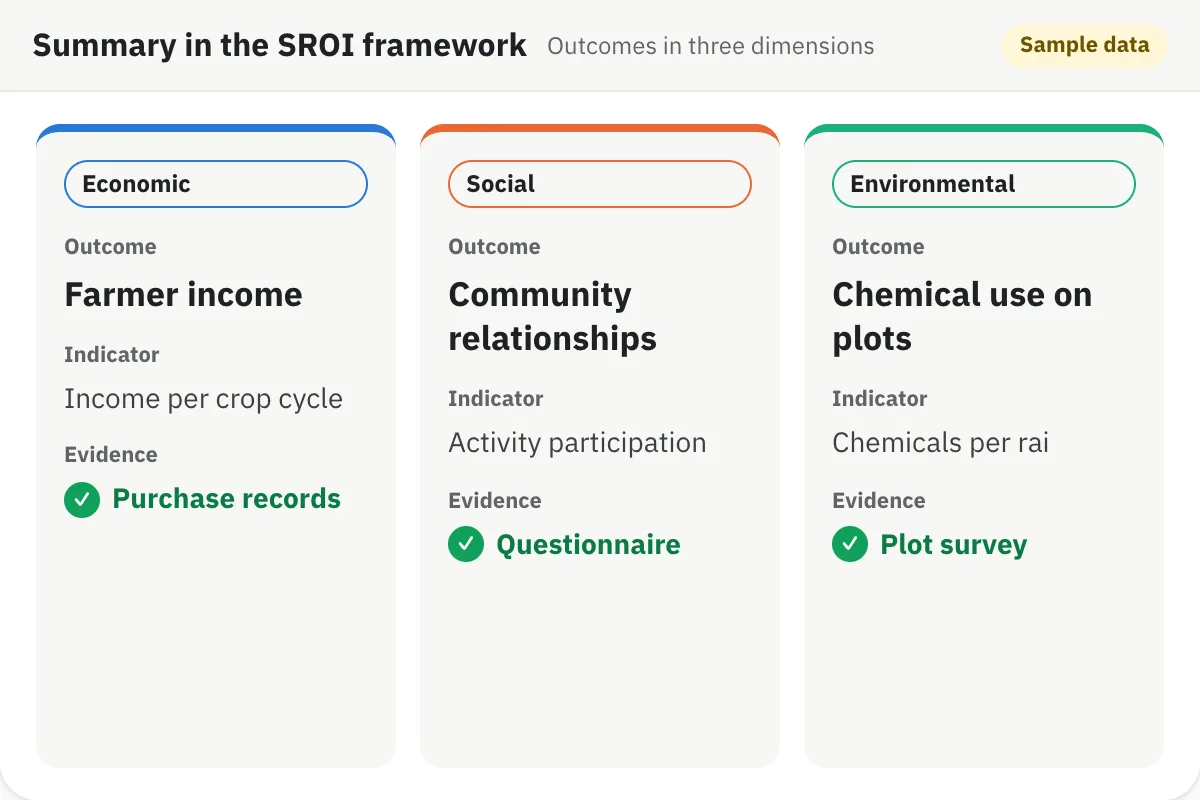 Summary in the SROI framework
Outcomes in three dimensions
Sample data
Economic
Outcome
Farmer income
Indicator
Income per crop cycle
Evidence
Purchase records
Social
Outcome
Community
relationships
Indicator
Activity participation
Evidence
Questionnaire
Environmental
Outcome
Chemical use on
plots
Indicator
Chemicals per rai
Evidence
Plot survey